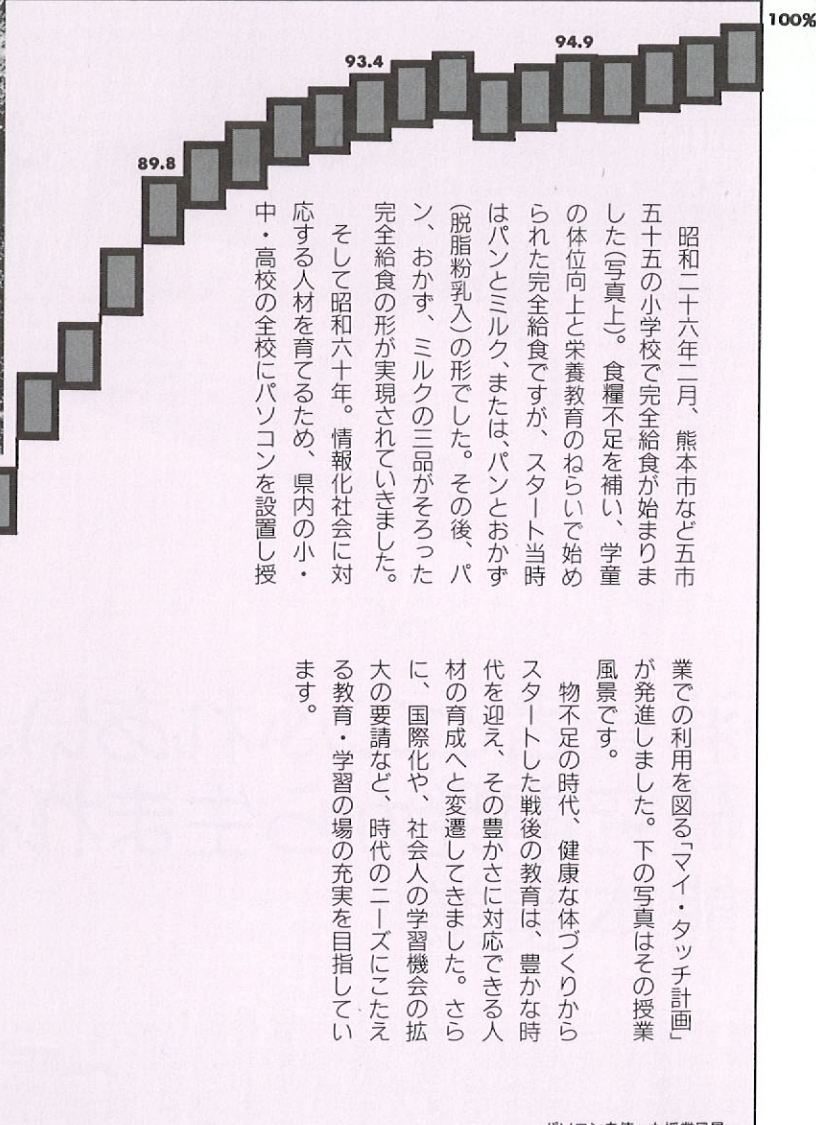 100%
94.9
93.4
89.8
昭和二十六年二月、熊本市など五市
五十五の小学校で完全給食が始まりま
した(写真上)。食糧不足を補い、学童
の体位向上と栄養教育のねらいで始め
られた完全給食ですが、スタート当時
はパンとミルク、または、パンとおかず
(脱脂粉乳入)の形でした。その後、パ
ン、おかず、ミルクの三品がそろった
完全給食の形が実現されていきました。
そして昭和六十年。情報化社会に対
応する人材を育てるため、県内の小・
中・高校の全校にパソコンを設置し授
業での利用を図る「マイ・タッチ計画」
が発進しました。下の写真はその授業
風景です。
物不足の時代、健康な体づくりから
スタートした戦後の教育は、豊かな時
代を迎え、その豊かさに対応できる人
材の育成へと変遷してきました。さら
に、国際化や、社会人の学習機会の拡
大の要請など、時代のニーズにこたえ
る教育・学習の場の充実を目指してい
ます。